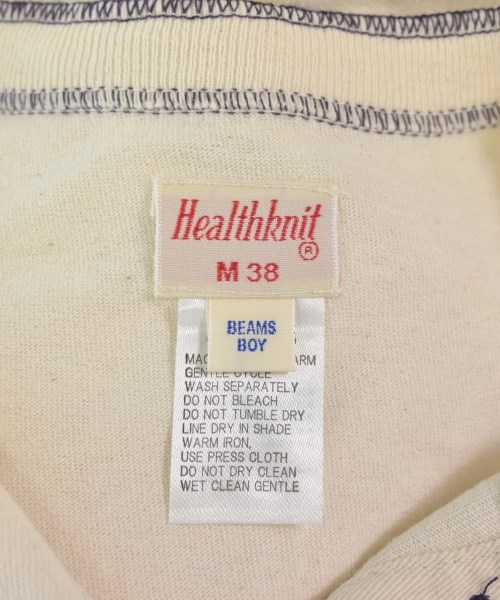 Healthknit
®
M 38
BEAMS
BOY
GENTLE CYCLE
WASH SEPARATELY
DO NOT BLEACH
DO NOT TUMBLE DRY
LINE DRY IN SHADE
WARM IRON,
USE PRESS CLOTH
DO NOT DRY CLEAN
WET CLEAN GENTLE